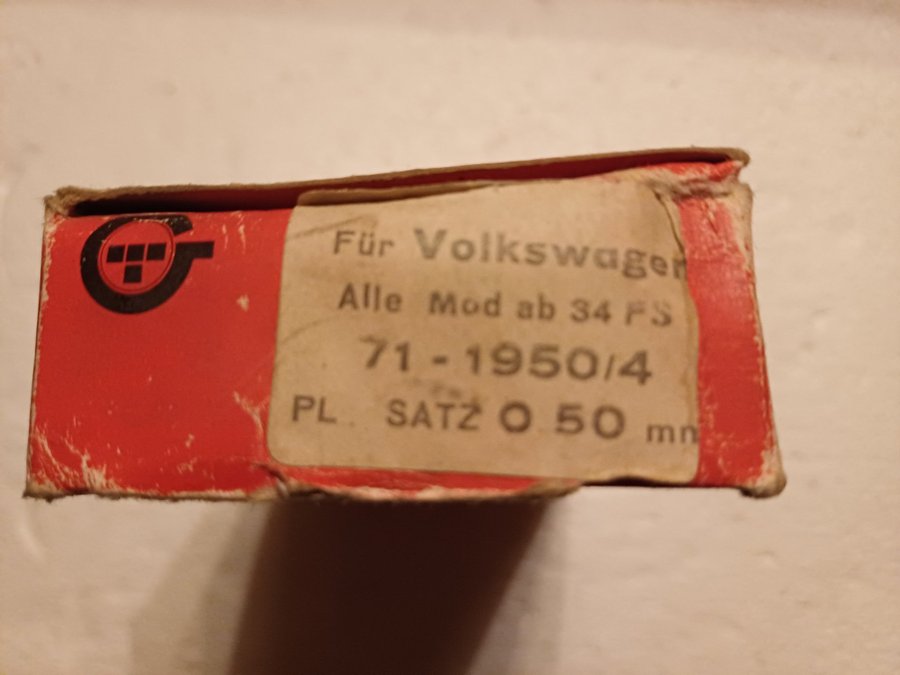 Für Volkswagen
Alle Mod ab 34 PS
71-1950/4
PL. SATZ 0 50 mm